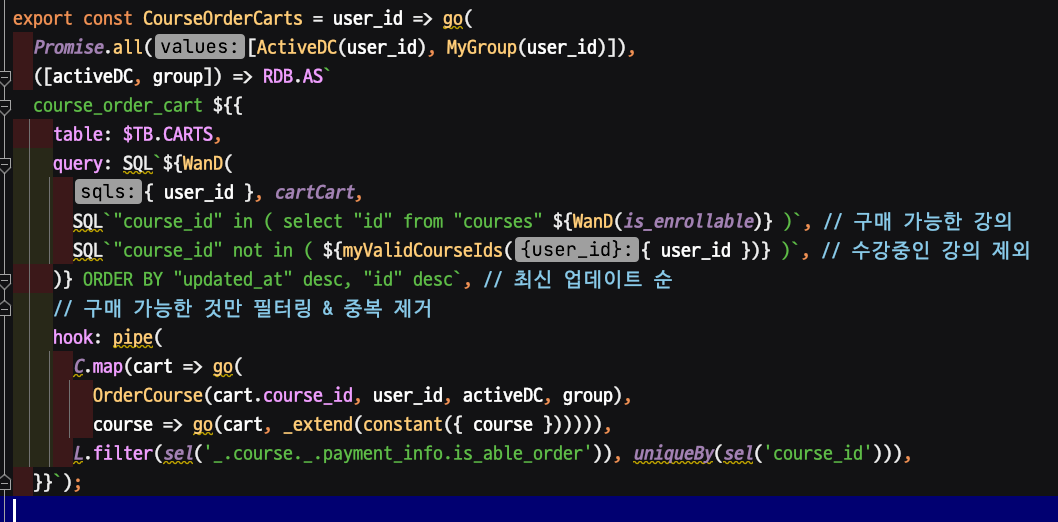 export const CourseOrderCarts = user_id => go(
  Promise.all( values: [ActiveDC(user_id), MyGroup(user_id)]),
  ([activeDC, group]) => RDB.AS`
  course_order_cart ${{
    table: $TB.CARTS,
    query: SQL`${WanD(
      sqls: { user_id }, cartCart,
      SQL`"course_id" in ( select "id" from "courses" ${WanD(is_enrollable)} )`, // 구매 가능한 강의
      SQL`"course_id" not in ( ${myValidCourseIds( {user_id}: { user_id })} )`, // 수강중인 강의 제외
    )} ORDER BY "updated_at" desc, "id" desc`, // 최신 업데이트 순
    // 구매 가능한 것만 필터링 & 중복 제거
    hook: pipe(
      C.map(cart => go(
        OrderCourse(cart.course_id, user_id, activeDC, group),
        course => go(cart, _extend(constant({ course }))))),
      L.filter(sel('_.course._.payment_info.is_able_order')), uniqueBy(sel('course_id'))),
  }}`);